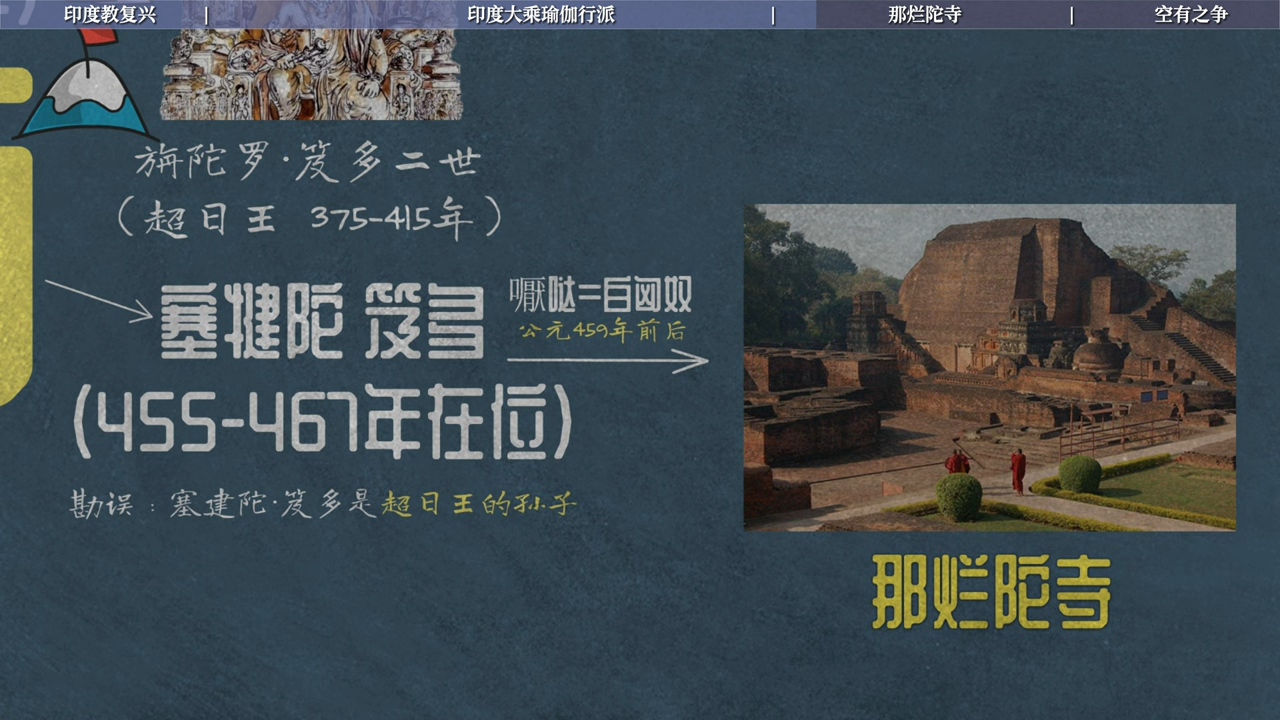 印度教复兴 | 印度大乘瑜伽行派 | 那烂陀寺 | 空有之争
旃陀罗·笈多二世
（超日王 375-415年）
塞犍陀 笈多
(455-467年在位)
嚈哒=白匈奴
公元459年前后
勘误：塞建陀·笈多是超日王的孙子
那烂陀寺